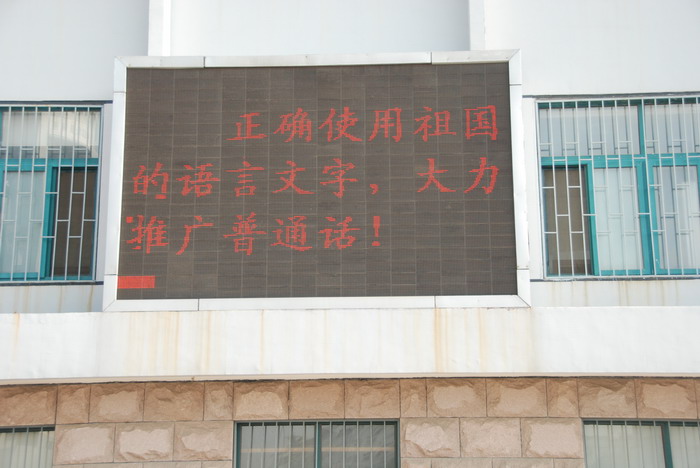 正确使用祖国
的语言文字，大力
推广普通话！